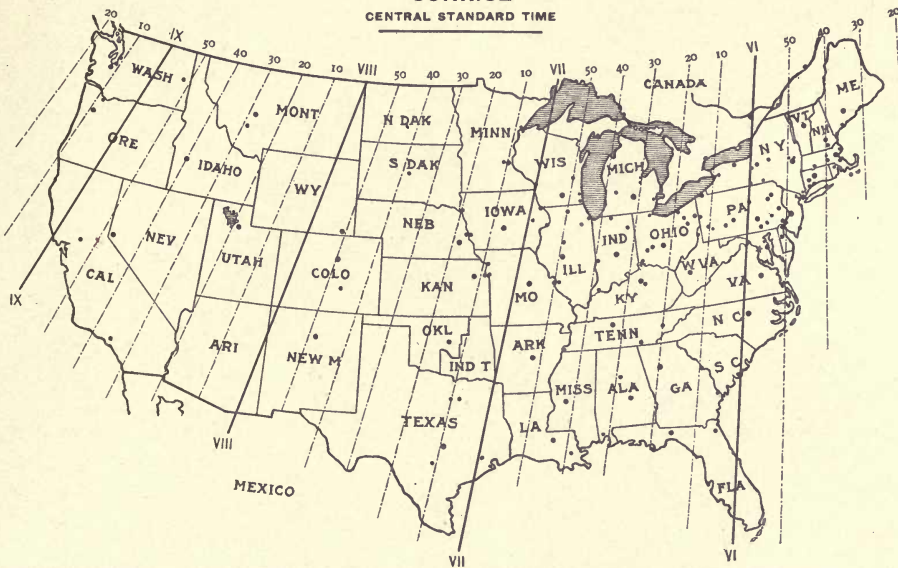 SUNRISE
CENTRAL STANDARD TIME
20 10 IX 50 40 30 20 10 VIII 50 40 30 20 10 VII 50 40 30 20 10 VI 50 40 30 20
CANADA
WASH
MONT
N DAK
MINN
ME
VT
NH
ORE
IDAHO
S DAK
WIS
MICH
NY
WY
IOWA
PA
NEB
NEV
UTAH
COLO
ILL
IND
OHIO
W VA
CAL
KAN
MO
KY
VA
IX
N C
TENN
ARI
NEW M
OKL
IND T
ARK
S C
MISS
ALA
GA
TEXAS
LA
VIII
MEXICO
FLA
VII
VI